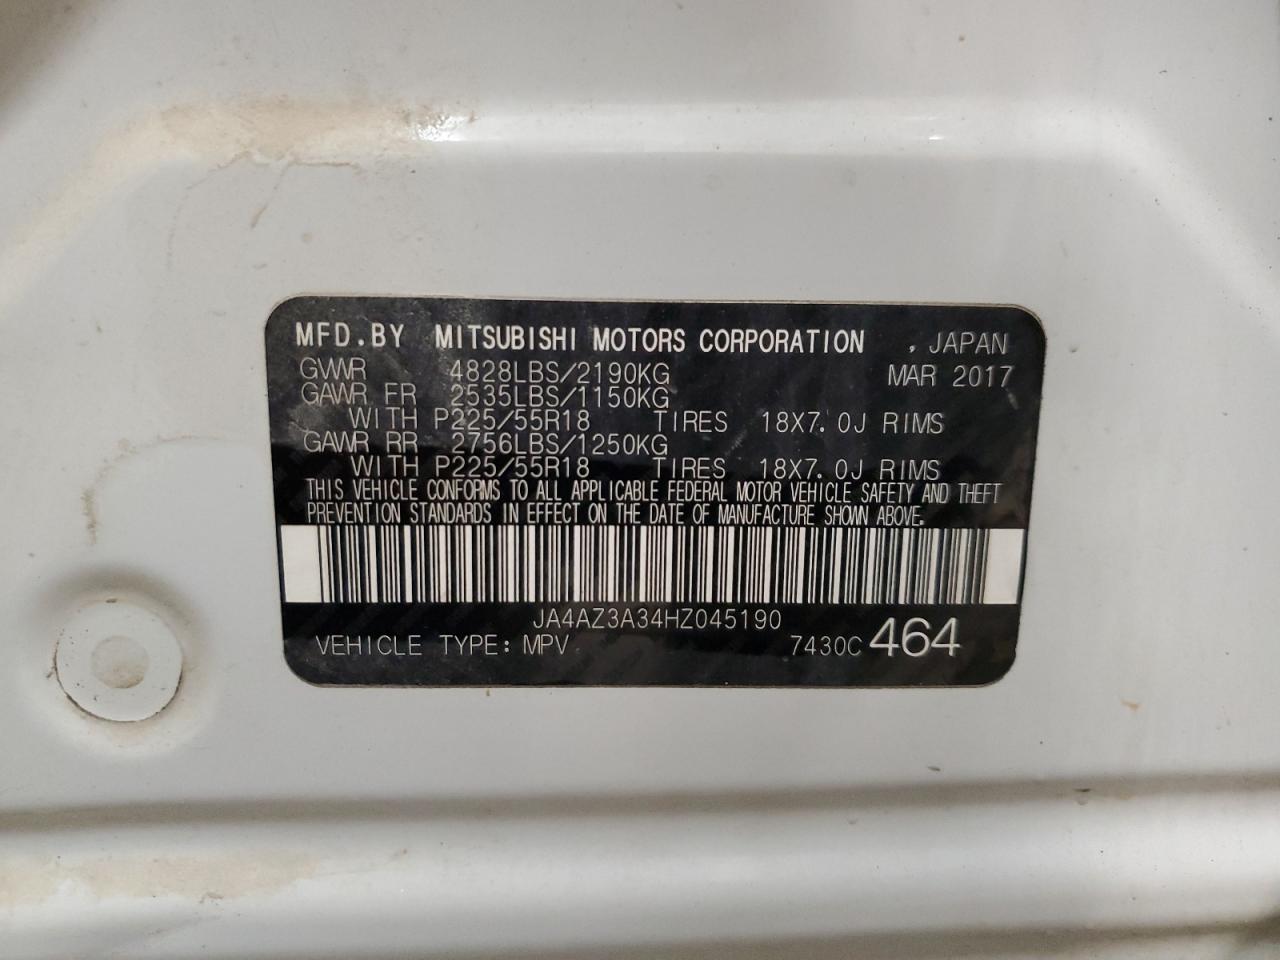 MFD.BY MITSUBISHI MOTORS CORPORATION , JAPAN
GVWR 4828LBS/2190KG MAR 2017
GAWR FR 2535LBS/1150KG
WITH P225/55R18 TIRES 18X7.0J RIMS
GAWR RR 2756LBS/1250KG
WITH P225/55R18 TIRES 18X7.0J RIMS
THIS VEHICLE CONFORMS TO ALL APPLICABLE FEDERAL MOTOR VEHICLE SAFETY AND THEFT
PREVENTION STANDARDS IN EFFECT ON THE DATE OF MANUFACTURE SHOWN ABOVE.
JA4AZ3A34HZ045190
VEHICLE TYPE: MPV 7430C 464